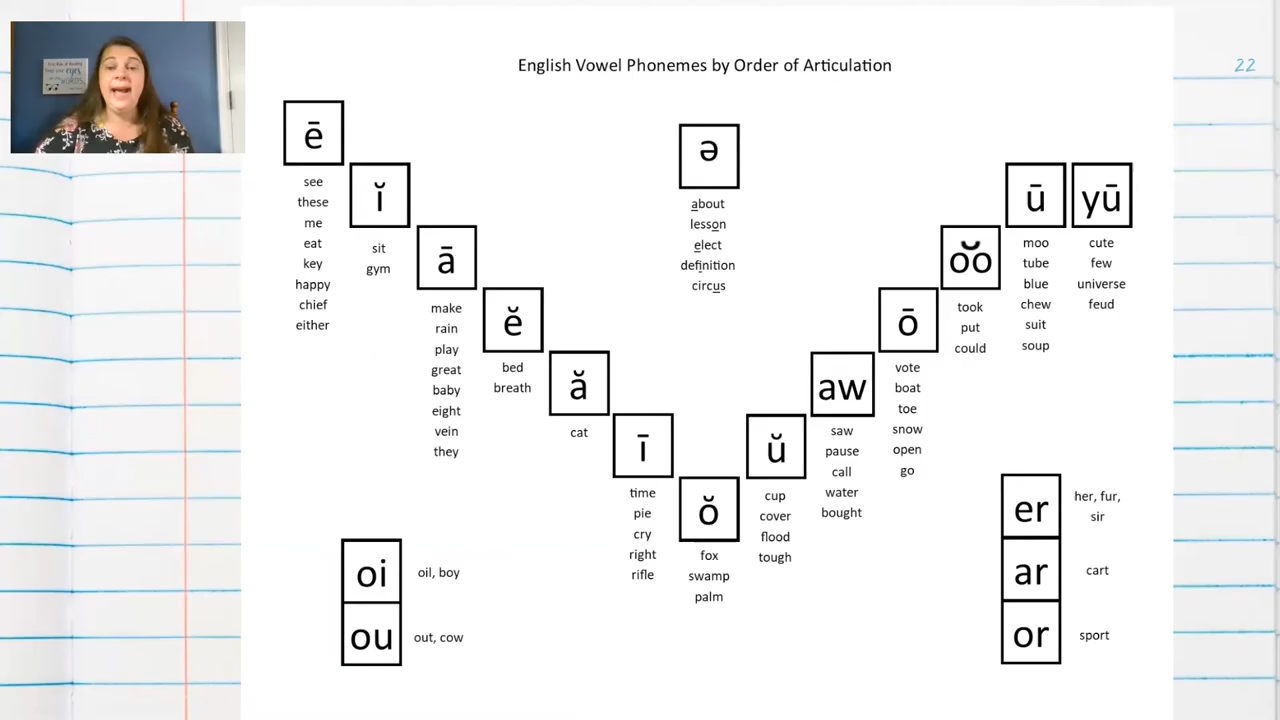 English Vowel Phonemes by Order of Articulation
22
ē
see
these
me
eat
key
happy
chief
either
ĭ
sit
gym
ā
make
rain
play
great
baby
eight
vein
they
ĕ
bed
breath
ă
cat
ī
time
pie
cry
right
rifle
ŏ
fox
swamp
palm
ŭ
cup
cover
flood
tough
aw
saw
pause
call
water
bought
ō
vote
boat
toe
snow
open
go
o͝o
took
put
could
ū
moo
tube
blue
chew
suit
soup
yū
cute
few
universe
feud
ə
about
lesson
elect
definition
circus
oi
oil, boy
ou
out, cow
er
her, fur,
sir
ar
cart
or
sport